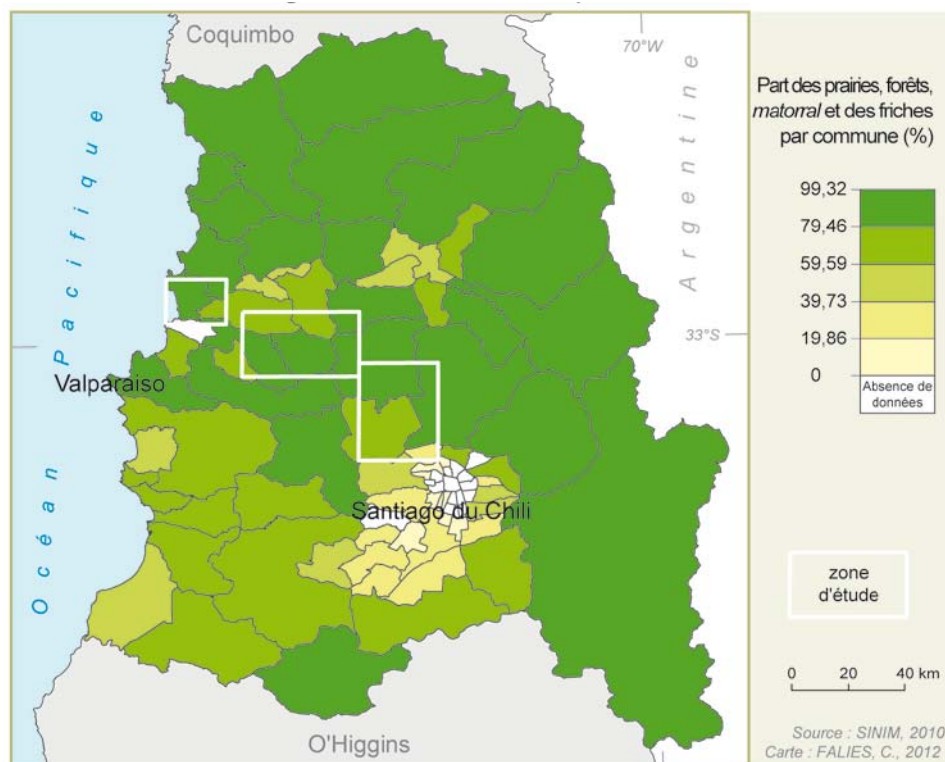 Coquimbo
70°W
Argentine
Océan Pacifique
33°S
Valparaiso
Santiago du Chili
O'Higgins
Part des prairies, forêts,
matorral et des friches
par commune (%)
99,32
79,46
59,59
39,73
19,86
0
Absence de
données
zone
d'étude
0 20 40 km
Source : SINIM, 2010
Carte : FALIES, C., 2012